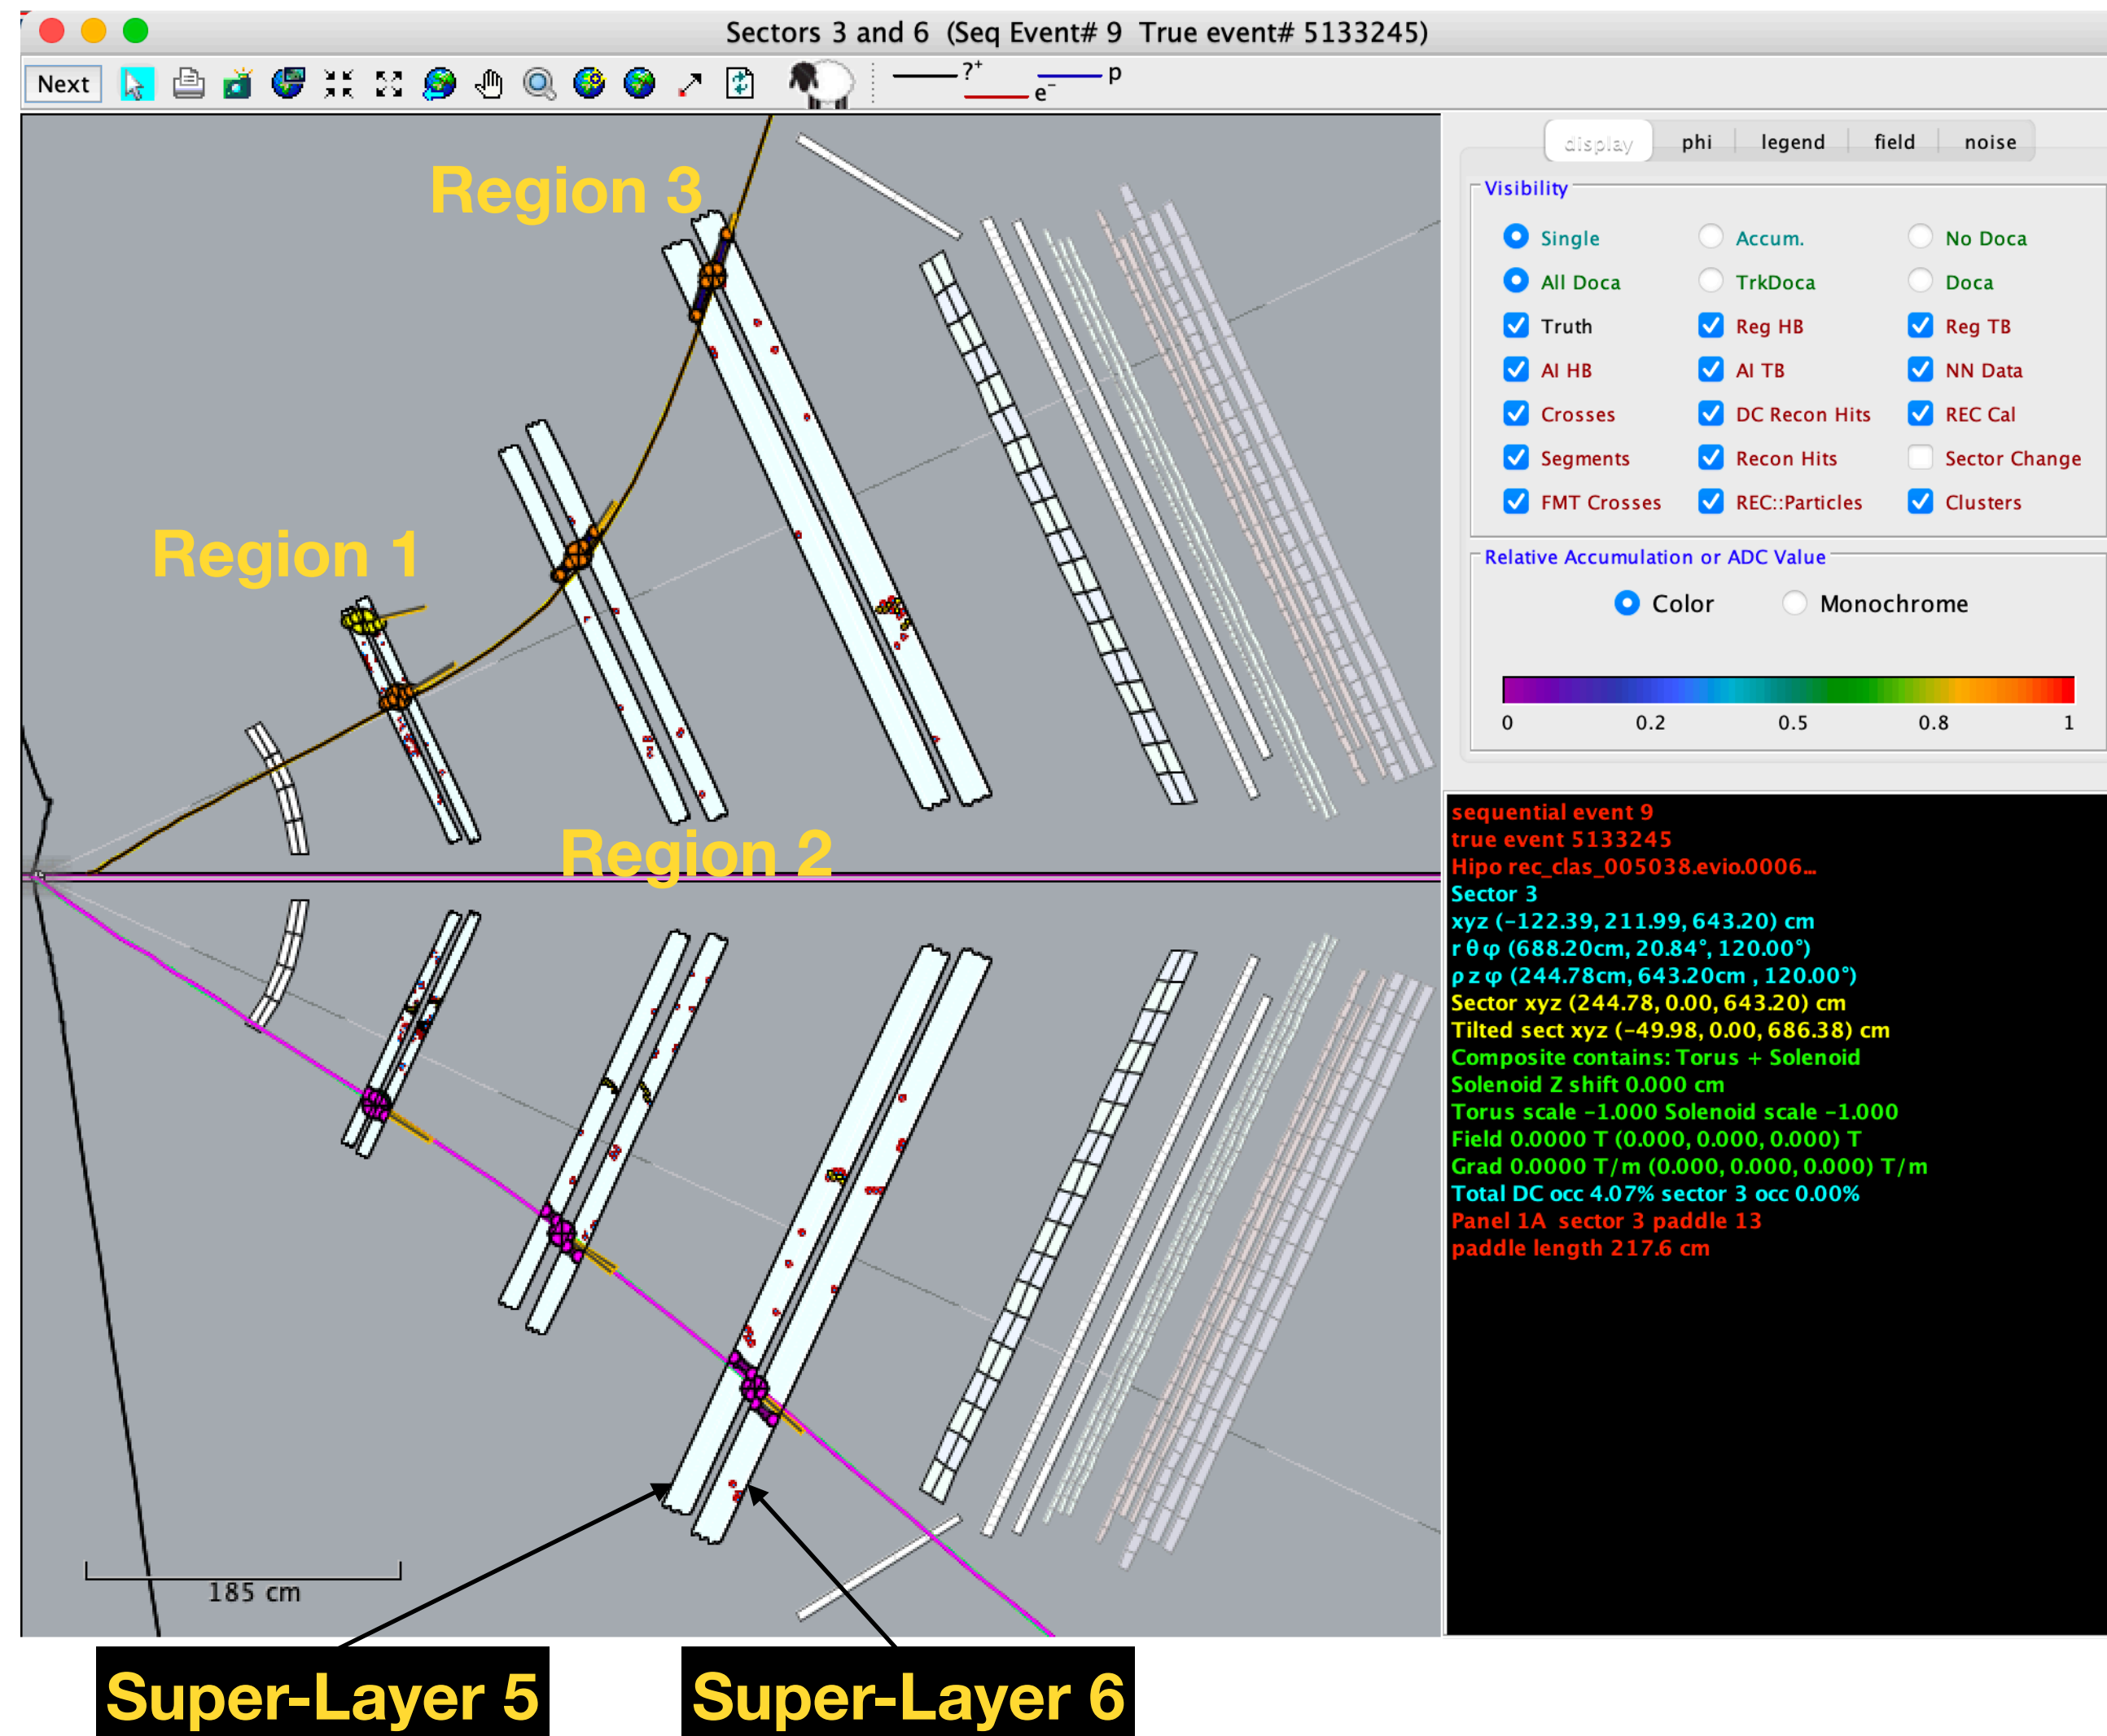 Sectors 3 and 6 (Seq Event# 9 True event# 5133245)
Next
?⁺
p
e⁻
Region 3
Region 1
Region 2
185 cm
Super-Layer 5
Super-Layer 6
display phi legend field noise
Visibility
Single Accum. No Doca
All Doca TrkDoca Doca
Truth Reg HB Reg TB
AI HB AI TB NN Data
Crosses DC Recon Hits REC Cal
Segments Recon Hits Sector Change
FMT Crosses REC::Particles Clusters
Relative Accumulation or ADC Value
Color Monochrome
0 0.2 0.5 0.8 1
sequential event 9
true event 5133245
Hipo rec_clas_005038.evio.0006...
Sector 3
xyz (-122.39, 211.99, 643.20) cm
r θ φ (688.20cm, 20.84°, 120.00°)
ρ z φ (244.78cm, 643.20cm , 120.00°)
Sector xyz (244.78, 0.00, 643.20) cm
Tilted sect xyz (-49.98, 0.00, 686.38) cm
Composite contains: Torus + Solenoid
Solenoid Z shift 0.000 cm
Torus scale -1.000 Solenoid scale -1.000
Field 0.0000 T (0.000, 0.000, 0.000) T
Grad 0.0000 T/m (0.000, 0.000, 0.000) T/m
Total DC occ 4.07% sector 3 occ 0.00%
Panel 1A sector 3 paddle 13
paddle length 217.6 cm